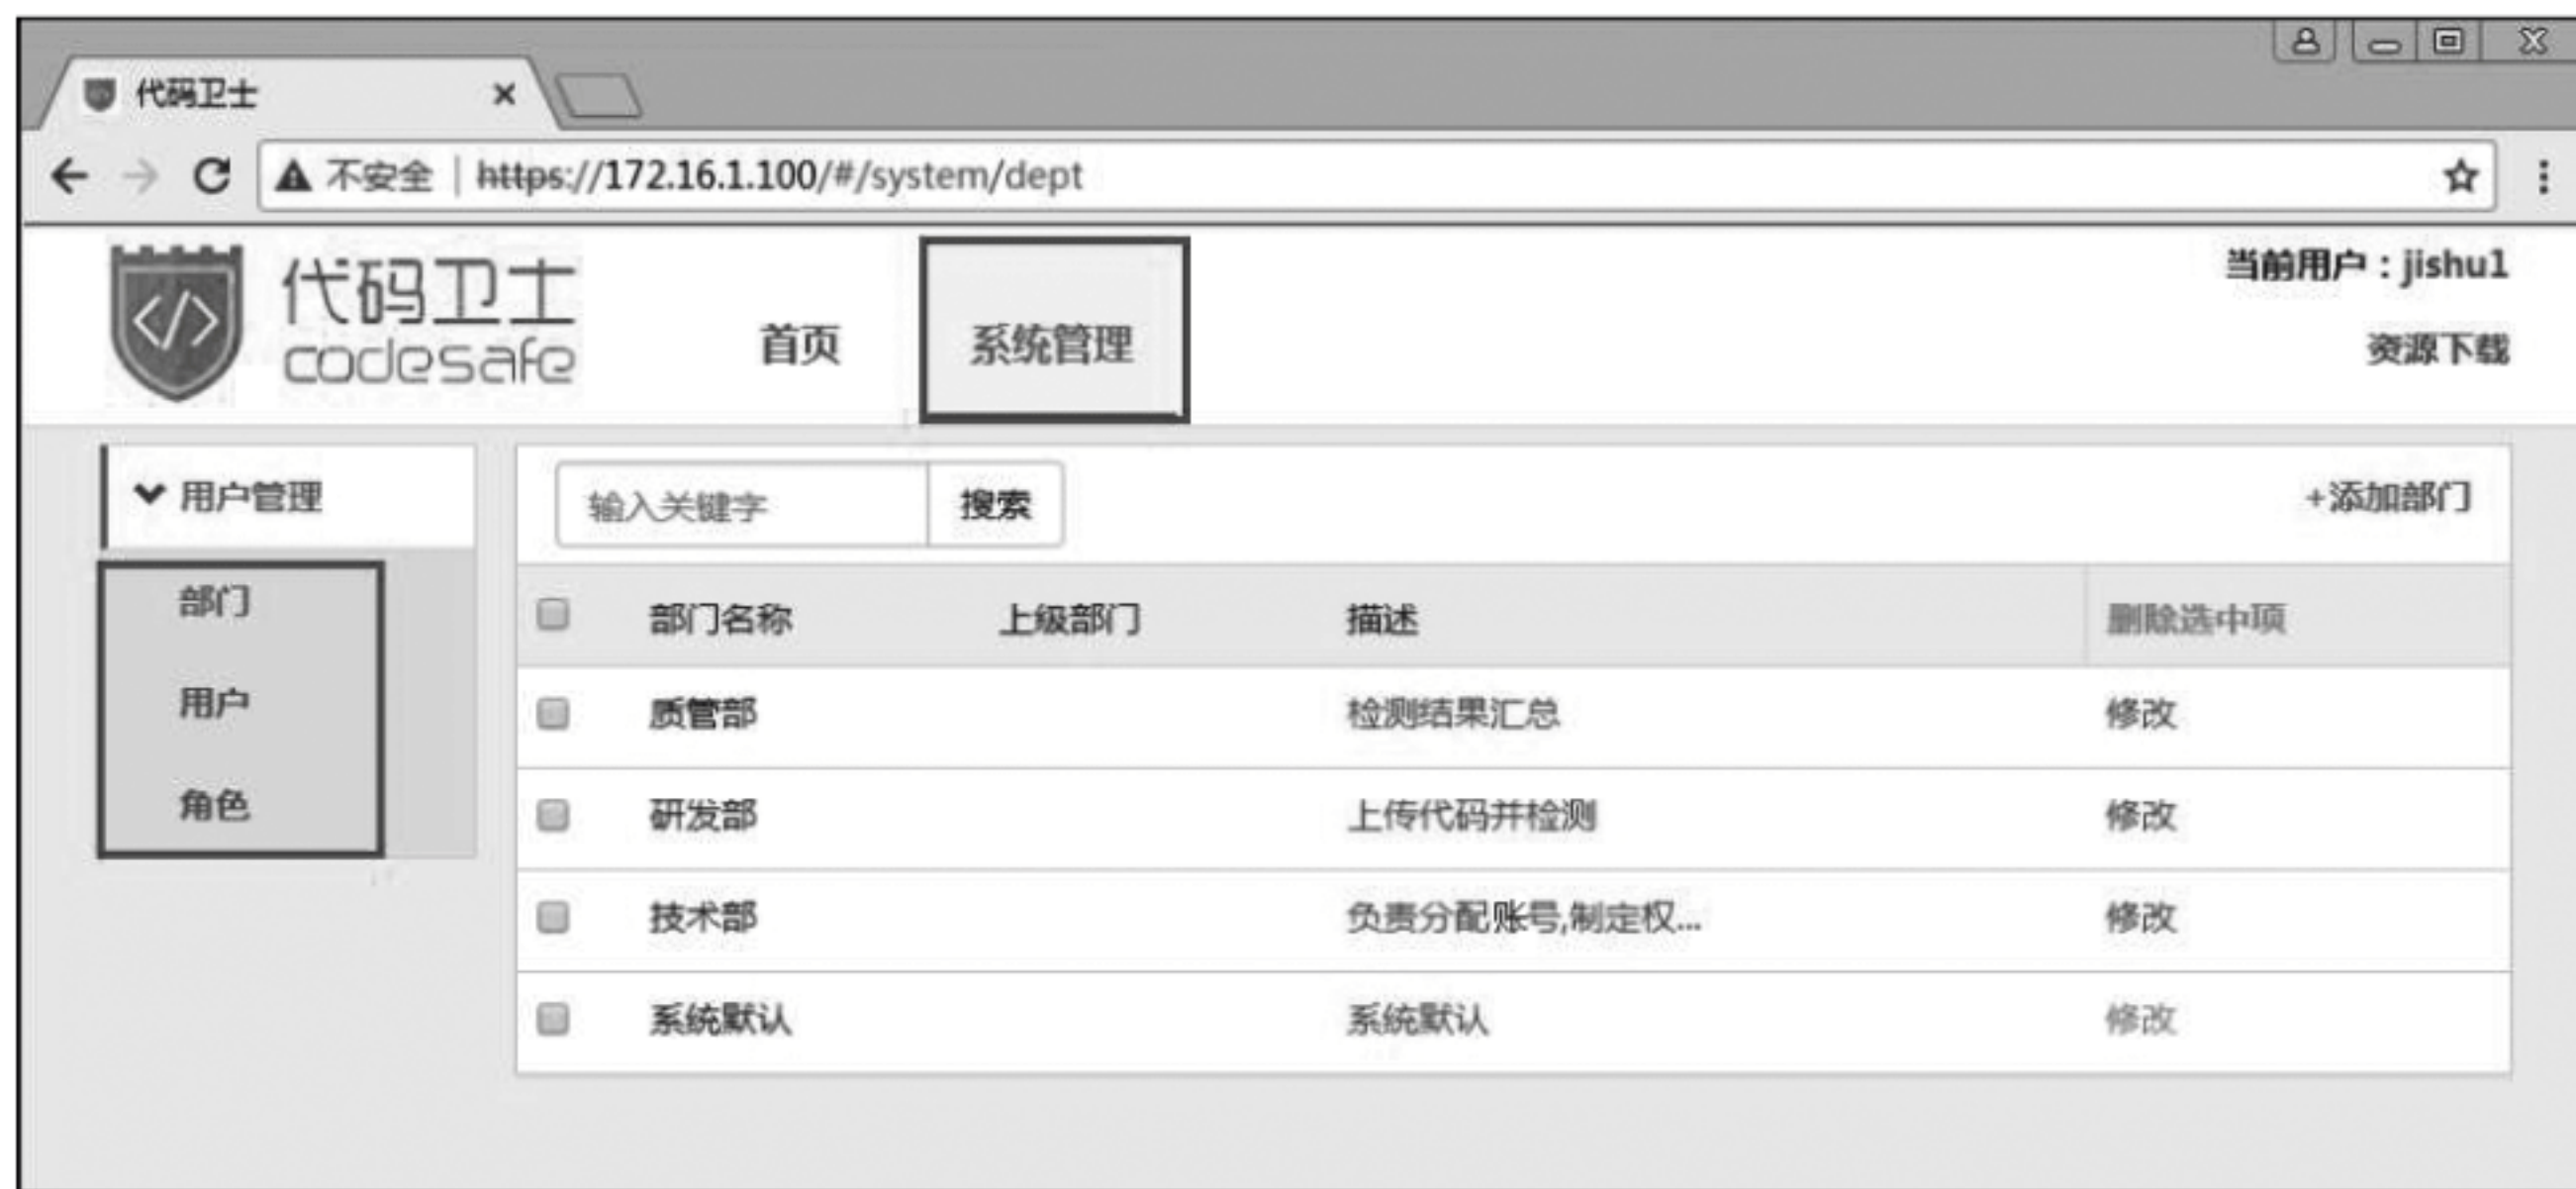 代码卫士
不安全 | https://172.16.1.100/#/system/dept
代码卫士
codesafe
首页
系统管理
当前用户：jishu1
资源下载
用户管理
部门
用户
角色
输入关键字
搜索
+添加部门
部门名称 上级部门 描述 删除选中项
质管部 检测结果汇总 修改
研发部 上传代码并检测 修改
技术部 负责分配账号,制定权... 修改
系统默认 系统默认 修改